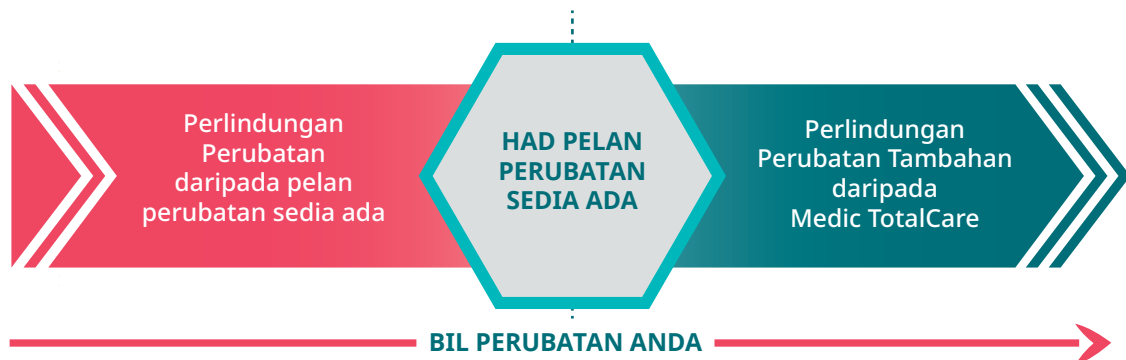 Perlindungan
Perubatan
daripada pelan
perubatan sedia ada
HAD PELAN
PERUBATAN
SEDIA ADA
Perlindungan
Perubatan Tambahan
daripada
Medic TotalCare
BIL PERUBATAN ANDA